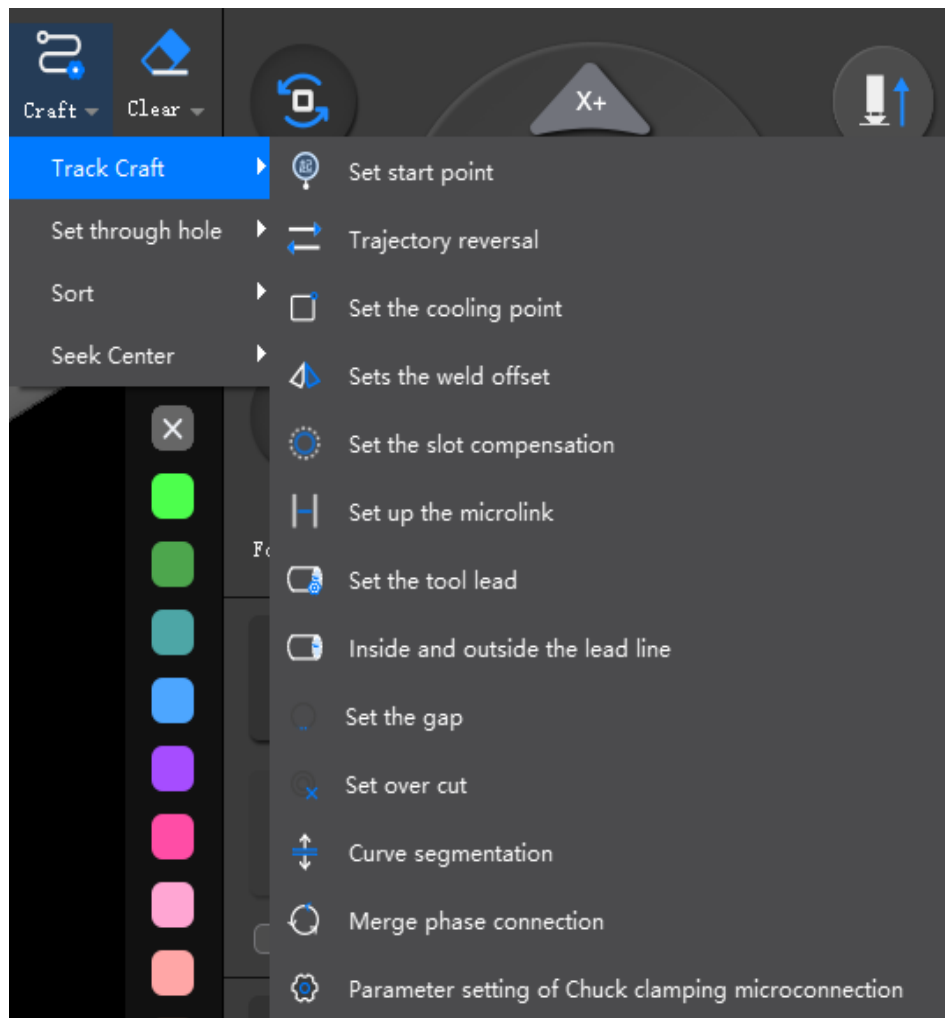 Craft
Clear
X+
Track Craft
Set through hole
Sort
Seek Center
起
Set start point
Trajectory reversal
Set the cooling point
Sets the weld offset
Set the slot compensation
Set up the microlink
Set the tool lead
Inside and outside the lead line
Set the gap
Set over cut
Curve segmentation
Merge phase connection
Parameter setting of Chuck clamping microconnection